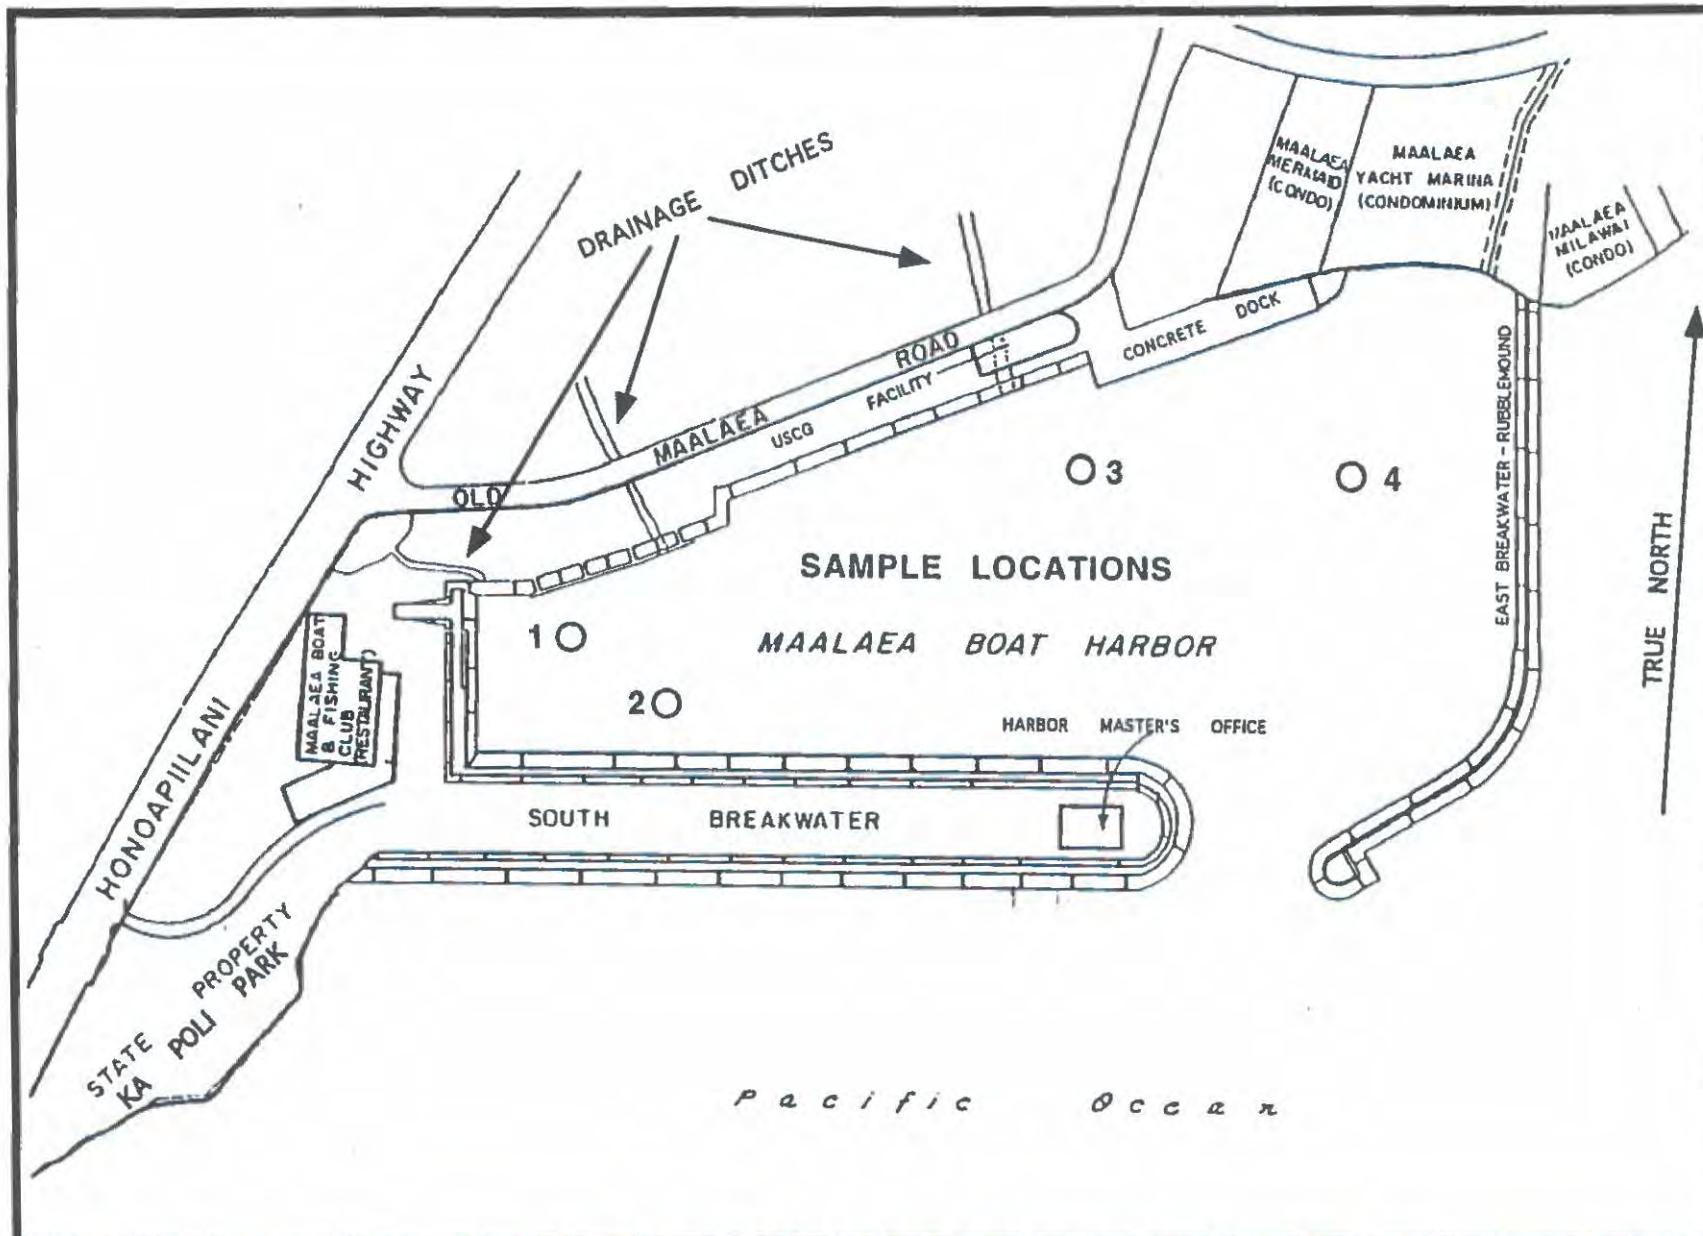 DRAINAGE DITCHES
MAALAEA
MERMAID
(CONDO)
MAALAEA
YACHT MARINA
(CONDOMINIUM)
MAALAEA
MILAWAI
(CONDO)
HONOAPIILANI HIGHWAY
OLD MAALAEA ROAD
USCG FACILITY
CONCRETE DOCK
EAST BREAKWATER - RUBBLEMOUND
TRUE NORTH
3
4
SAMPLE LOCATIONS
MAALAEA BOAT HARBOR
1
2
MAALAEA BOAT
& FISHING
CLUB
(RESTAURANT)
HARBOR MASTER'S OFFICE
SOUTH BREAKWATER
STATE PROPERTY
KA POLI PARK
Pacific Ocean